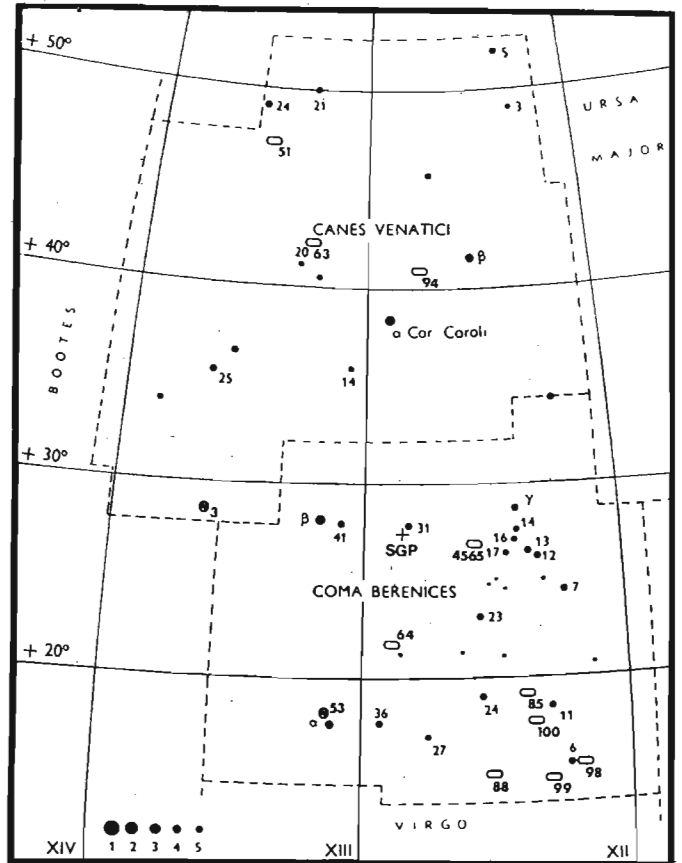 + 50°
5
24
21
3
URSA
MAJOR
51
CANES VENATICI
+ 40°
20
63
β
94
α Cor Caroli
BOOTES
25
14
+ 30°
3
β
41
31
SGP
γ
14
16
13
17
12
4565
7
COMA BERENICES
23
64
+ 20°
53
α
36
24
85
11
100
27
6
98
88
99
VIRGO
XIV
1 2 3 4 5
XIII
XII